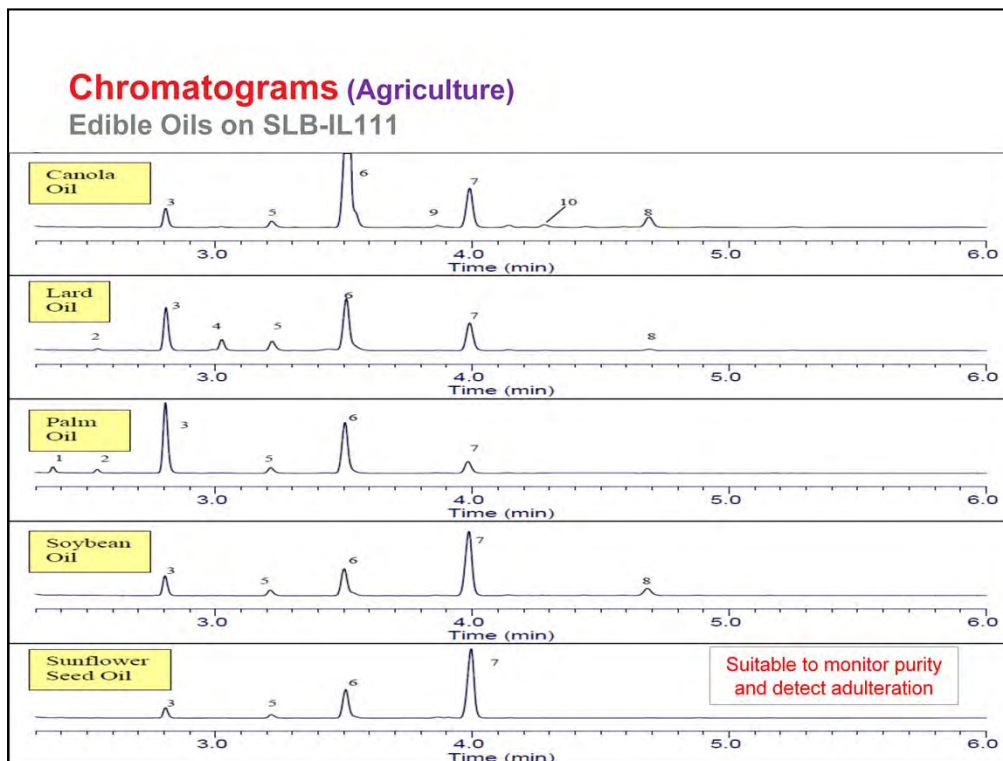 Chromatograms (Agriculture)
Edible Oils on SLB-IL111
Canola
Oil
3
5
6
9
7
10
8
3.0
4.0
5.0
6.0
Time (min)
Lard
Oil
2
3
4
5
6
7
8
3.0
4.0
5.0
6.0
Time (min)
Palm
Oil
1
2
3
5
6
7
3.0
4.0
5.0
6.0
Time (min)
Soybean
Oil
3
5
6
7
8
3.0
4.0
5.0
6.0
Time (min)
Sunflower
Seed Oil
3
5
6
7
Suitable to monitor purity
and detect adulteration
3.0
4.0
5.0
6.0
Time (min)